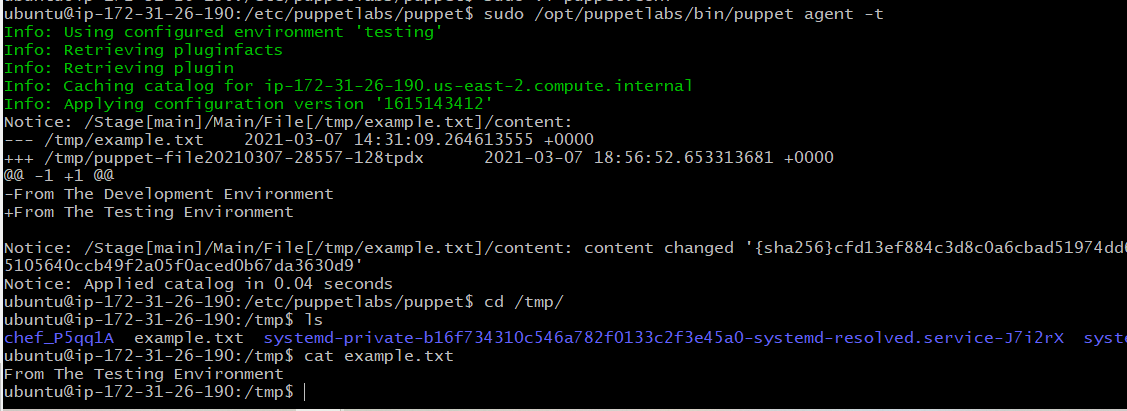 ubuntu@ip-172-31-26-190:/etc/puppetlabs/puppet$ sudo /opt/puppetlabs/bin/puppet agent -t
Info: Using configured environment 'testing'
Info: Retrieving pluginfacts
Info: Retrieving plugin
Info: Caching catalog for ip-172-31-26-190.us-east-2.compute.internal
Info: Applying configuration version '1615143412'
Notice: /Stage[main]/Main/File[/tmp/example.txt]/content:
--- /tmp/example.txt    2021-03-07 14:31:09.264613555 +0000
+++ /tmp/puppet-file20210307-28557-128tpdx      2021-03-07 18:56:52.653313681 +0000
@@ -1 +1 @@
-From The Development Environment
+From The Testing Environment
Notice: /Stage[main]/Main/File[/tmp/example.txt]/content: content changed '{sha256}cfd13ef884c3d8c0a6cbad51974dd
5105640ccb49f2a05f0aced0b67da3630d9'
Notice: Applied catalog in 0.04 seconds
ubuntu@ip-172-31-26-190:/etc/puppetlabs/puppet$ cd /tmp/
ubuntu@ip-172-31-26-190:/tmp$ ls
chef_P5qq1A  example.txt  systemd-private-b16f734310c546a782f0133c2f3e45a0-systemd-resolved.service-J7i2rX  syst
ubuntu@ip-172-31-26-190:/tmp$ cat example.txt
From The Testing Environment
ubuntu@ip-172-31-26-190:/tmp$